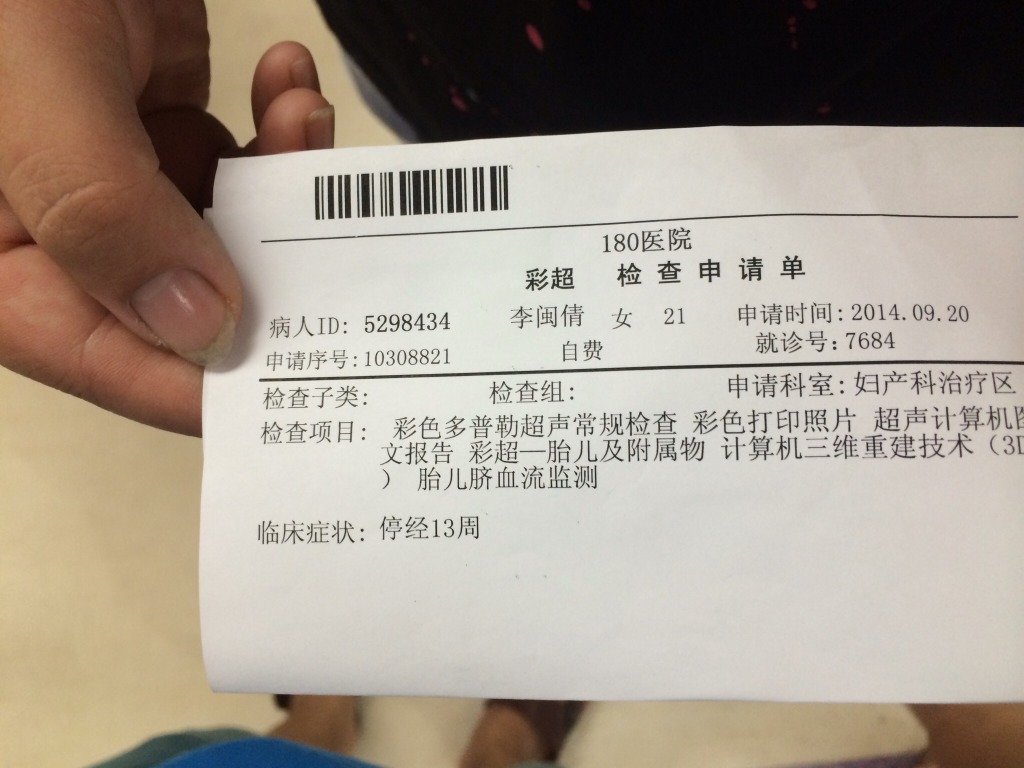 180医院
彩超 检查申请单
病人ID: 5298434 李闽倩 女 21 申请时间: 2014.09.20
申请序号: 10308821 自费 就诊号: 7684
检查子类: 检查组: 申请科室: 妇产科治疗区
检查项目: 彩色多普勒超声常规检查 彩色打印照片 超声计算机图
文报告 彩超—胎儿及附属物 计算机三维重建技术（3D
） 胎儿脐血流监测
临床症状: 停经13周